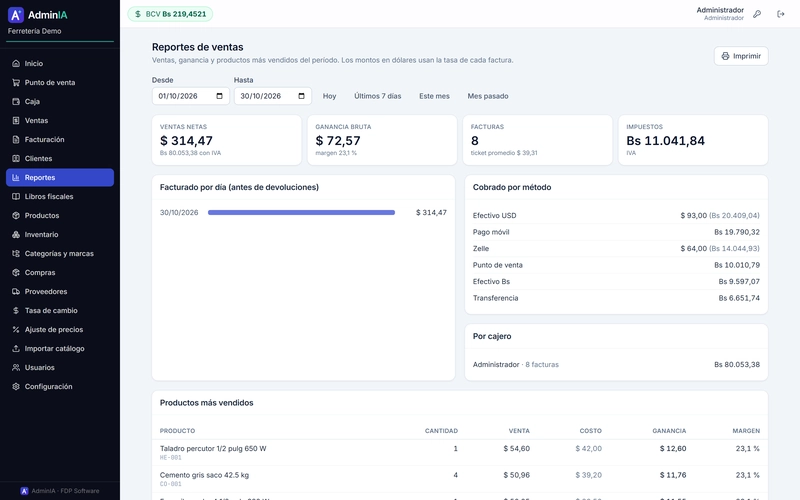 AdminIA
Ferretería Demo
Inicio
Punto de venta
Caja
Ventas
Facturación
Clientes
Reportes
Libros fiscales
Productos
Inventario
Categorías y marcas
Compras
Proveedores
Tasa de cambio
Ajuste de precios
Importar catálogo
Usuarios
Configuración
AdminIA · FDP Software
BCV Bs 219,4521
Administrador
Administrador
Reportes de ventas
Ventas, ganancia y productos más vendidos del período. Los montos en dólares usan la tasa de cada factura.
Imprimir
Desde
Hasta
01/10/2026
30/10/2026
Hoy
Últimos 7 días
Este mes
Mes pasado
VENTAS NETAS
$ 314,47
Bs 80.053,38 con IVA
GANANCIA BRUTA
$ 72,57
margen 23,1 %
FACTURAS
8
ticket promedio $ 39,31
IMPUESTOS
Bs 11.041,84
IVA
Facturado por día (antes de devoluciones)
30/10/2026 $ 314,47
Cobrado por método
Efectivo USD $ 93,00 (Bs 20.409,04)
Pago móvil Bs 19.790,32
Zelle $ 64,00 (Bs 14.044,93)
Punto de venta Bs 10.010,79
Efectivo Bs Bs 9.597,07
Transferencia Bs 6.651,74
Por cajero
Administrador · 8 facturas Bs 80.053,38
Productos más vendidos
PRODUCTO CANTIDAD VENTA COSTO GANANCIA MARGEN
Taladro percutor 1/2 pulg 650 W 1 $ 54,60 $ 42,00 $ 12,60 23,1 %
HE-001
Cemento gris saco 42.5 kg 4 $ 50,96 $ 39,20 $ 11,76 23,1 %
CO-001